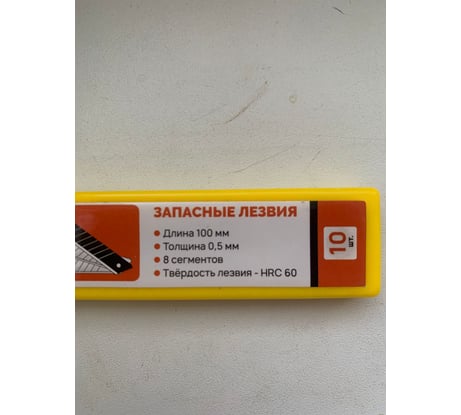 ЗАПАСНЫЕ ЛЕЗВИЯ
• Длина 100 мм
• Толщина 0,5 мм
• 8 сегментов
• Твёрдость лезвия - HRC 60
10
шт.